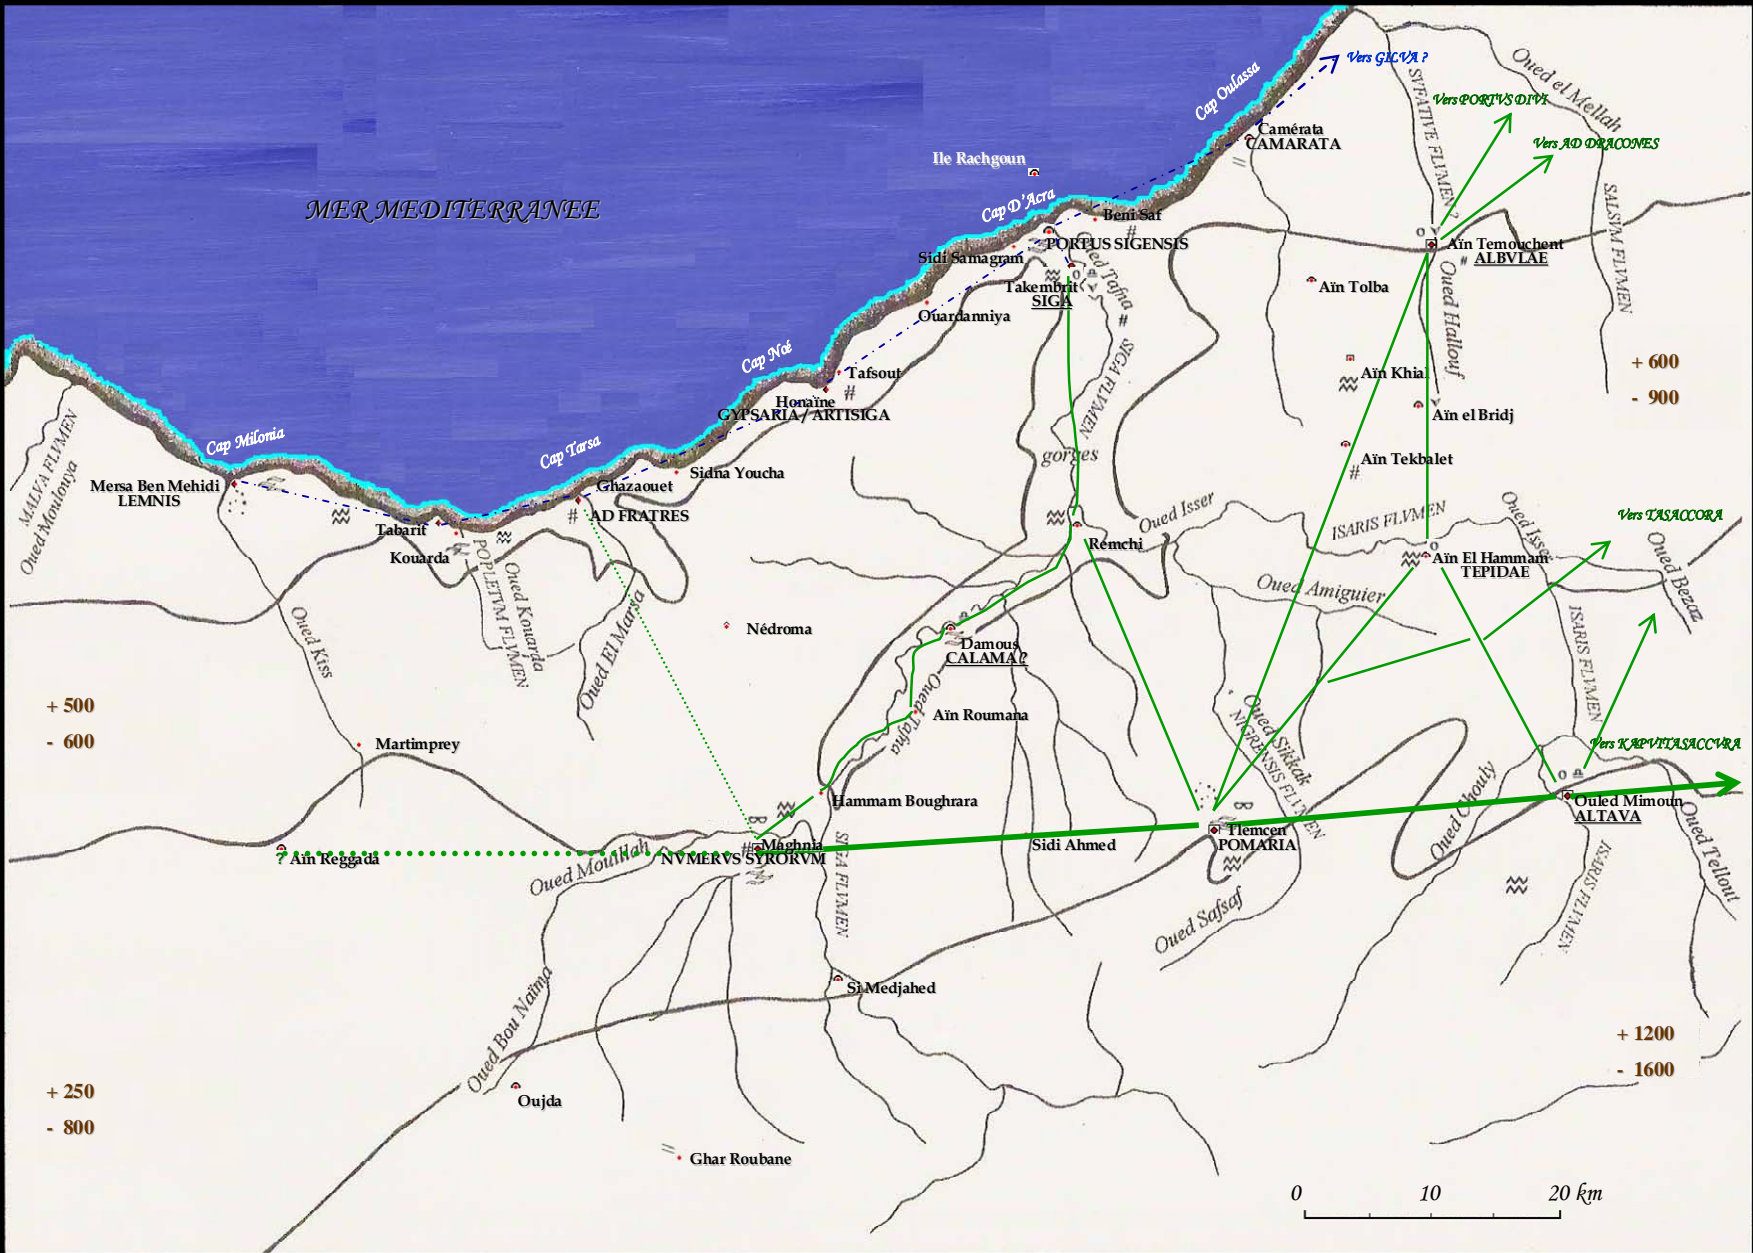 Vers GILVA ?
Cap Oulassa
SVFATIVE FLVMEN ?
Oued el Mellah
Vers PORTVS DIVI
Vers AD DRACONES
Camérata
CAMARATA
Ile Rachgoun
Cap D'Acra
MER MEDITERRANEE
Beni Saf
PORTUS SIGENSIS
Sidi Samagram
Oued Tafna
SALSVM FLVMEN
Aïn Temouchent
ALBVLAE
Oued Hallouf
Takembrit
SIGA
Aïn Tolba
Ouardanniya
SIGA FLVMEN
Cap Noé
Tafsout
Honaïne
GYPSARIA / ARTISIGA
Aïn Khial
+ 600
- 900
Aïn el Bridj
Cap Milonia
Cap Tarsa
gorges
Aïn Tekbalet
MALVA FLVMEN
Oued Moulouya
Mersa Ben Mehidi
LEMNIS
Sidna Youcha
Ghazaouet
AD FRATRES
Tabarit
Kouarda
POPLETVM FLVMEN
Oued Kouarda
Remchi
Oued Isser
ISARIS FLVMEN
Oued Isser
Vers TASACCORA
Oued Bezaz
Aïn El Hammam
TEPIDAE
Oued Amiguier
Oued Kiss
Oued El Marsa
Nédroma
Damous
CALAMA ?
ISARIS FLVMEN
Oued Tafna
Aïn Roumana
Oued Sikkak
NIGRENSIS FLVMEN
+ 500
- 600
Martimprey
Vers KAPVTTASACCVRA
Hammam Boughrara
Oued Chouly
Ouled Mimoun
ALTAVA
Oued Tellout
? Aïn Reggada
Oued Mouillah
Maghnia
NVMERVS SYRORVM
SIGA FLVMEN
Sidi Ahmed
Tlemcen
POMARIA
Oued Safsaf
ISARIS FLVMEN
Oued Bou Naïma
Si Medjahed
+ 250
- 800
Oujda
Ghar Roubane
+ 1200
- 1600
0 10 20 km